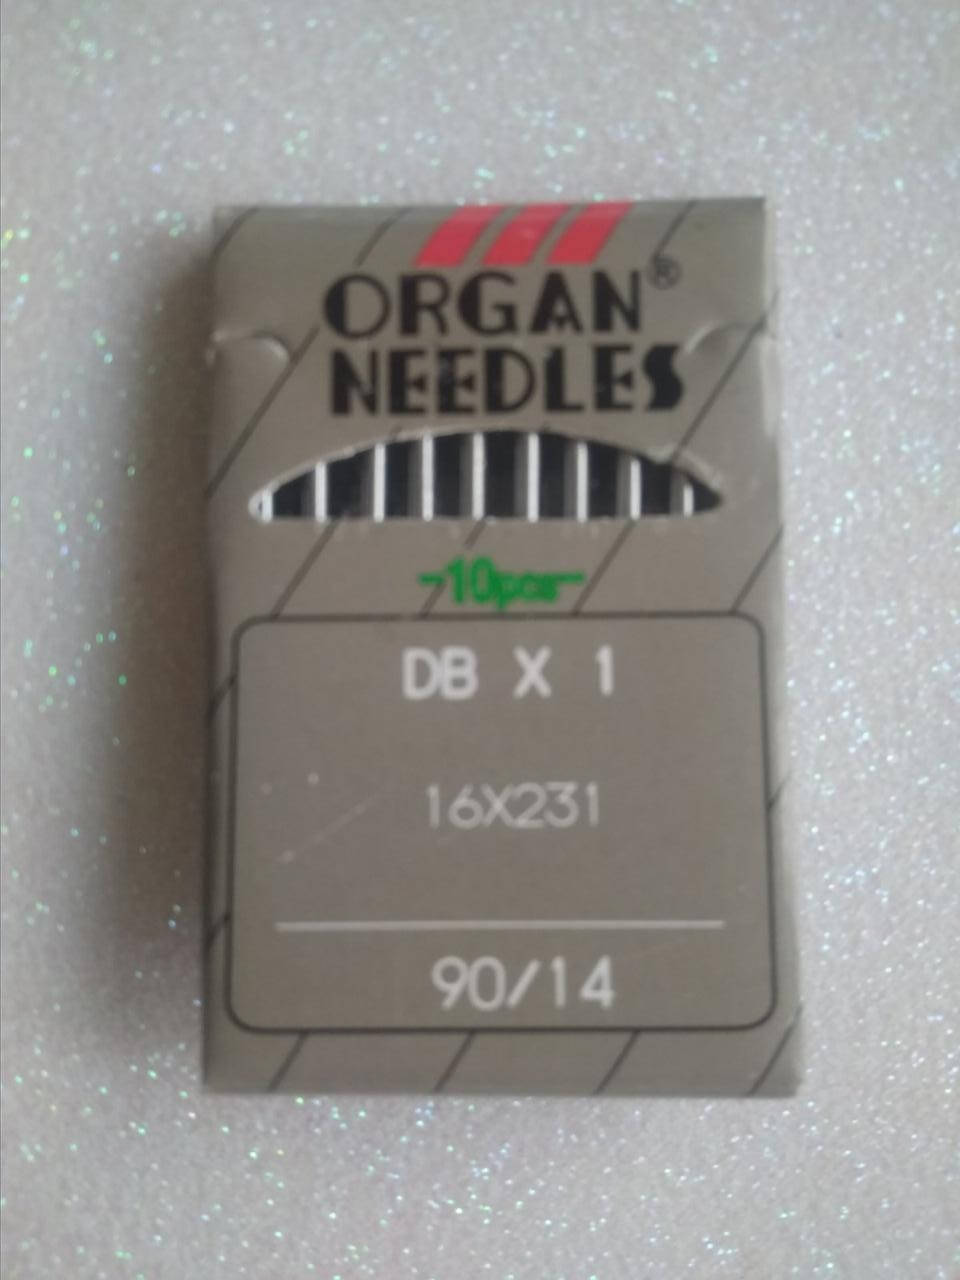 ORGAN®
NEEDLES
-10pcs-
DB X 1
16X231
90/14